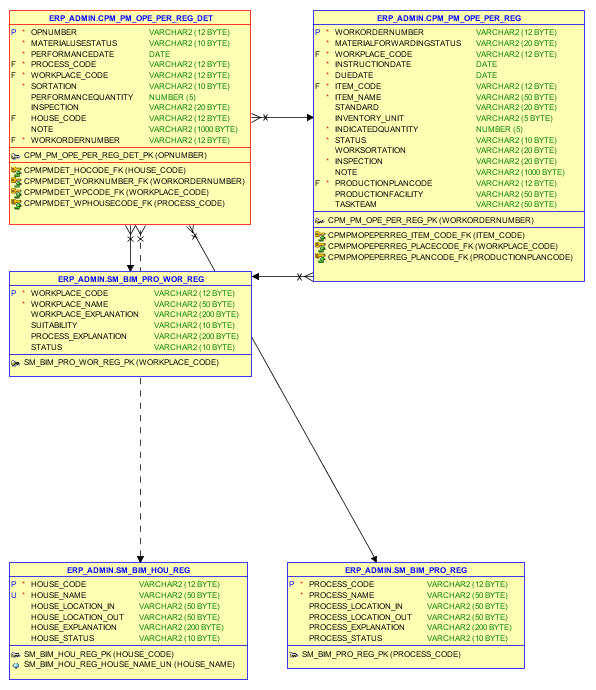 ERP_ADMIN.CPM_PM_OPE_PER_REG_DET
P * OPNUMBER VARCHAR2 (12 BYTE)
MATERIALUSESTATUS VARCHAR2 (10 BYTE)
* PERFORMANCEDATE DATE
F * PROCESS_CODE VARCHAR2 (12 BYTE)
F * WORKPLACE_CODE VARCHAR2 (12 BYTE)
* SORTATION VARCHAR2 (10 BYTE)
PERFORMANCEQUANTITY NUMBER (5)
INSPECTION VARCHAR2 (20 BYTE)
F HOUSE_CODE VARCHAR2 (12 BYTE)
NOTE VARCHAR2 (1000 BYTE)
F * WORKORDERNUMBER VARCHAR2 (12 BYTE)
CPM_PM_OPE_PER_REG_DET_PK (OPNUMBER)
CPMPMDET_HOCODE_FK (HOUSE_CODE)
CPMPMDET_WORKNUMBER_FK (WORKORDERNUMBER)
CPMPMDET_WPCODE_FK (WORKPLACE_CODE)
CPMPMDET_WPHOUSECODE_FK (PROCESS_CODE)
ERP_ADMIN.CPM_PM_OPE_PER_REG
P * WORKORDERNUMBER VARCHAR2 (12 BYTE)
* MATERIALFORWARDINGSTATUS VARCHAR2 (20 BYTE)
F * WORKPLACE_CODE VARCHAR2 (12 BYTE)
* INSTRUCTIONDATE DATE
* DUEDATE DATE
F * ITEM_CODE VARCHAR2 (12 BYTE)
* ITEM_NAME VARCHAR2 (50 BYTE)
STANDARD VARCHAR2 (20 BYTE)
INVENTORY_UNIT VARCHAR2 (5 BYTE)
* INDICATEDQUANTITY NUMBER (5)
* STATUS VARCHAR2 (10 BYTE)
WORKSORTATION VARCHAR2 (20 BYTE)
* INSPECTION VARCHAR2 (20 BYTE)
NOTE VARCHAR2 (1000 BYTE)
F * PRODUCTIONPLANCODE VARCHAR2 (12 BYTE)
PRODUCTIONFACILITY VARCHAR2 (50 BYTE)
TASKTEAM VARCHAR2 (50 BYTE)
CPM_PM_OPE_PER_REG_PK (WORKORDERNUMBER)
CPMPMOPEPERREG_ITEM_CODE_FK (ITEM_CODE)
CPMPMOPEPERREG_PLACECODE_FK (WORKPLACE_CODE)
CPMPMOPEPERREG_PLANCODE_FK (PRODUCTIONPLANCODE)
ERP_ADMIN.SM_BIM_PRO_WOR_REG
P * WORKPLACE_CODE VARCHAR2 (12 BYTE)
* WORKPLACE_NAME VARCHAR2 (50 BYTE)
WORKPLACE_EXPLANATION VARCHAR2 (200 BYTE)
SUITABILITY VARCHAR2 (10 BYTE)
PROCESS_EXPLANATION VARCHAR2 (200 BYTE)
STATUS VARCHAR2 (10 BYTE)
SM_BIM_PRO_WOR_REG_PK (WORKPLACE_CODE)
ERP_ADMIN.SM_BIM_HOU_REG
P * HOUSE_CODE VARCHAR2 (12 BYTE)
U * HOUSE_NAME VARCHAR2 (50 BYTE)
HOUSE_LOCATION_IN VARCHAR2 (50 BYTE)
HOUSE_LOCATION_OUT VARCHAR2 (50 BYTE)
HOUSE_EXPLANATION VARCHAR2 (200 BYTE)
HOUSE_STATUS VARCHAR2 (10 BYTE)
SM_BIM_HOU_REG_PK (HOUSE_CODE)
SM_BIM_HOU_REG_HOUSE_NAME_UN (HOUSE_NAME)
ERP_ADMIN.SM_BIM_PRO_REG
P * PROCESS_CODE VARCHAR2 (12 BYTE)
* PROCESS_NAME VARCHAR2 (50 BYTE)
PROCESS_LOCATION_IN VARCHAR2 (50 BYTE)
PROCESS_LOCATION_OUT VARCHAR2 (50 BYTE)
PROCESS_EXPLANATION VARCHAR2 (200 BYTE)
PROCESS_STATUS VARCHAR2 (10 BYTE)
SM_BIM_PRO_REG_PK (PROCESS_CODE)